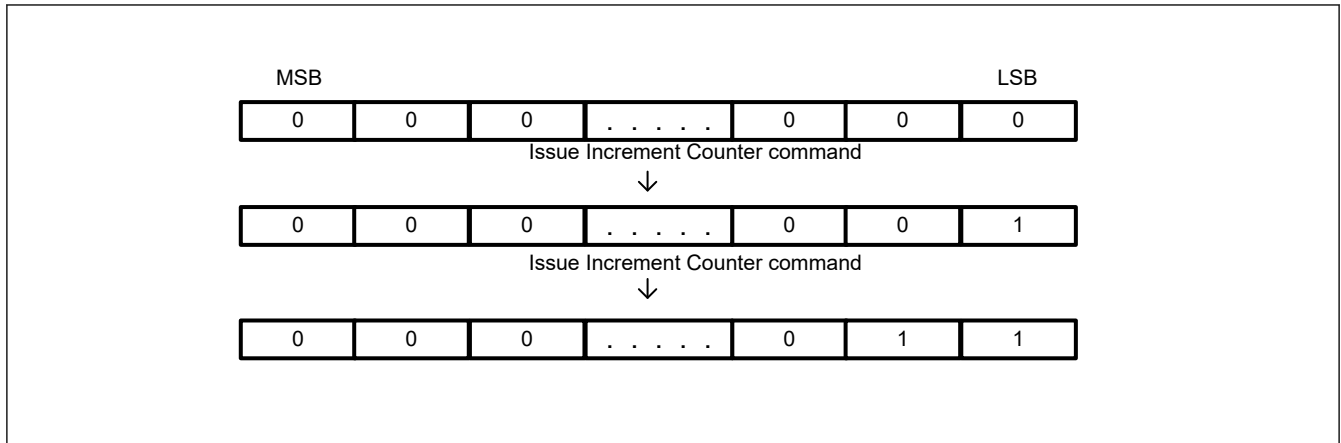 MSB LSB
0 0 0 . . . . . 0 0 0
Issue Increment Counter command
↓
0 0 0 . . . . . 0 0 1
Issue Increment Counter command
↓
0 0 0 . . . . . 0 1 1